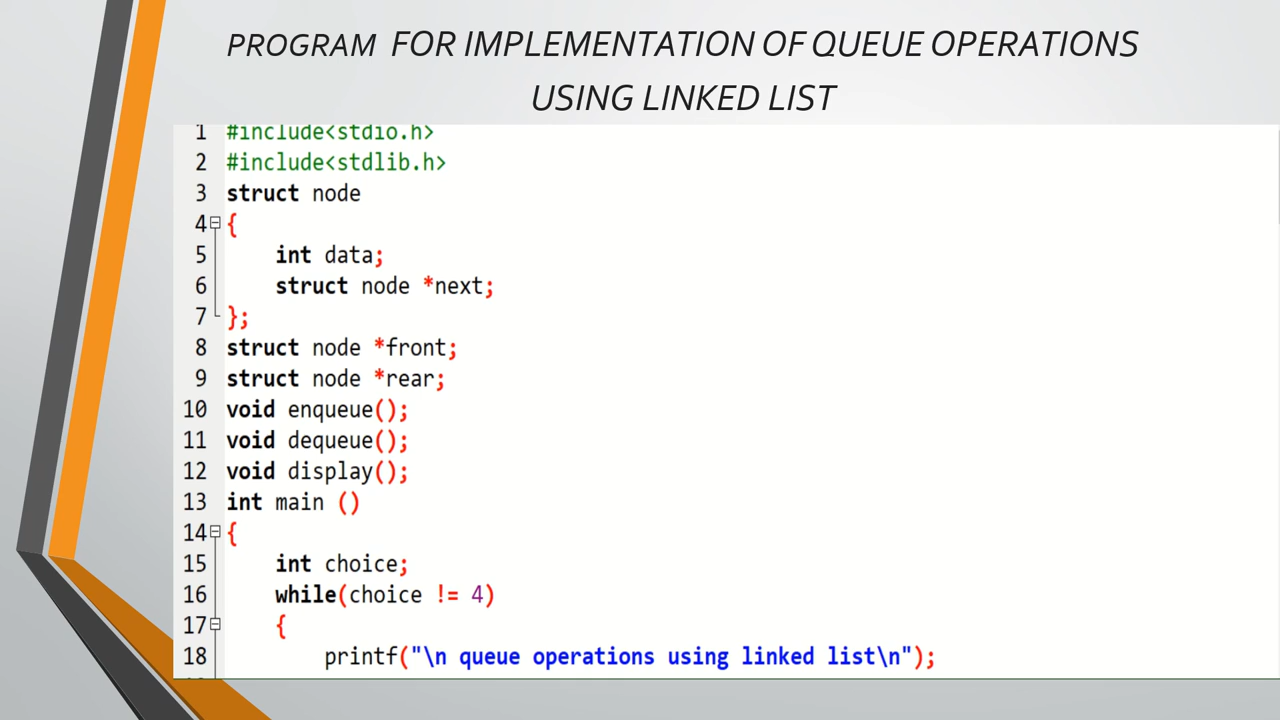 PROGRAM FOR IMPLEMENTATION OF QUEUE OPERATIONS
USING LINKED LIST
1 #include<stdio.h>
2 #include<stdlib.h>
3 struct node
4 {
5 int data;
6 struct node *next;
7 };
8 struct node *front;
9 struct node *rear;
10 void enqueue();
11 void dequeue();
12 void display();
13 int main ()
14 {
15 int choice;
16 while(choice != 4)
17 {
18 printf("\n queue operations using linked list\n");